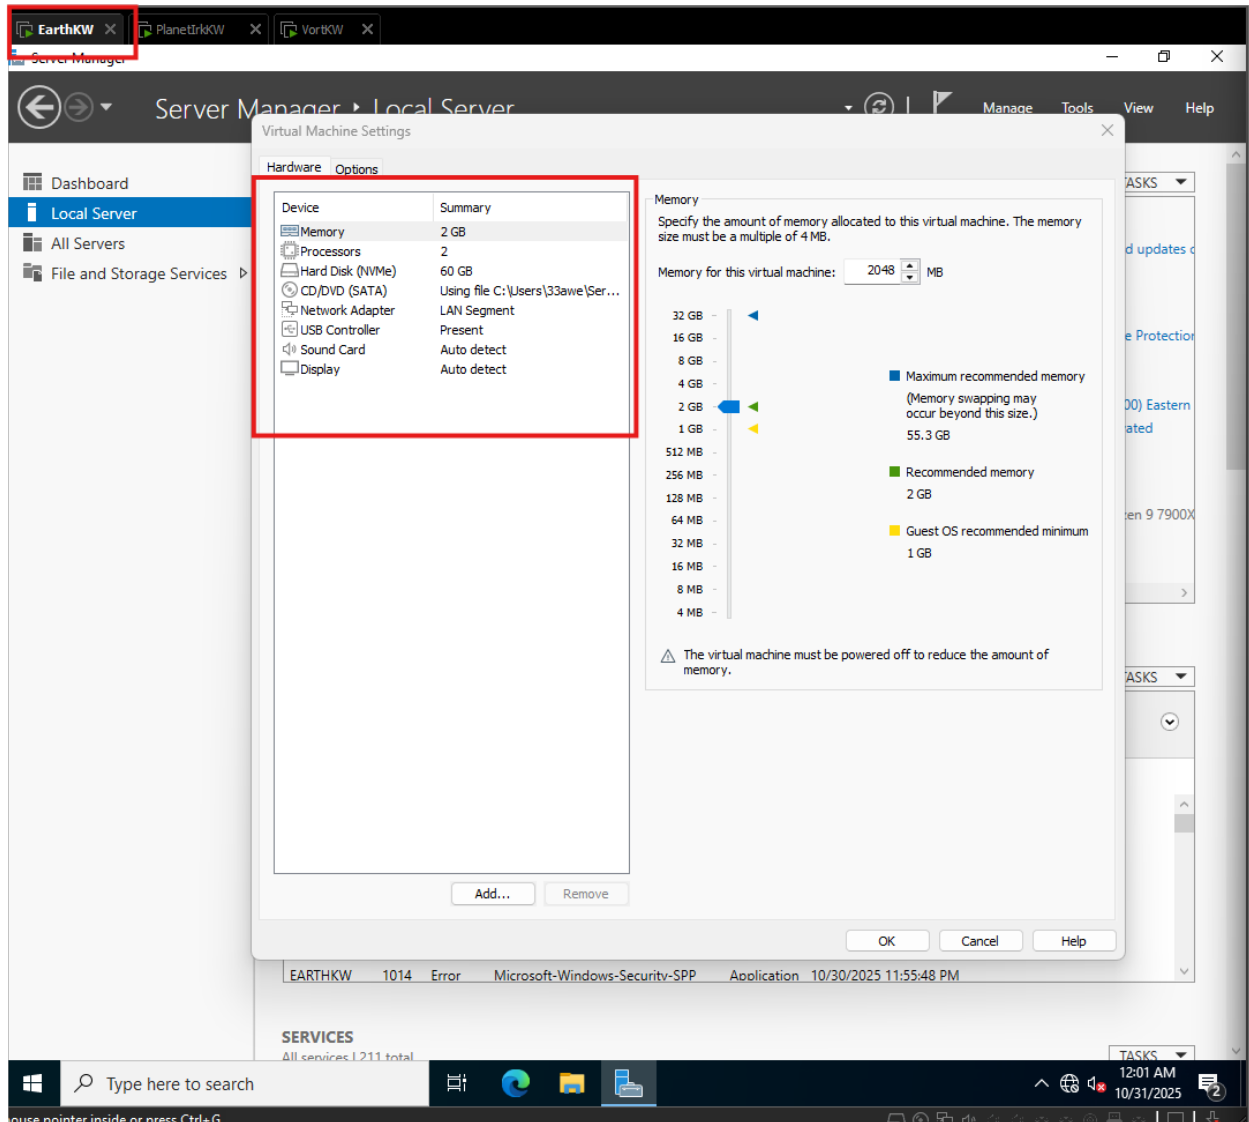 EarthKW
PlanetIrkKW
VortKW
Server Manager
Server Manager
Local Server
Manage
Tools
View
Help
Virtual Machine Settings
Hardware
Options
Dashboard
Local Server
All Servers
File and Storage Services
Device
Summary
Memory
2 GB
Processors
2
Hard Disk (NVMe)
60 GB
CD/DVD (SATA)
Using file C:\Users\33awe\Ser...
Network Adapter
LAN Segment
USB Controller
Present
Sound Card
Auto detect
Display
Auto detect
Add...
Remove
Memory
Specify the amount of memory allocated to this virtual machine. The memory
size must be a multiple of 4 MB.
Memory for this virtual machine:
2048
MB
32 GB
16 GB
8 GB
4 GB
2 GB
1 GB
512 MB
256 MB
128 MB
64 MB
32 MB
16 MB
8 MB
4 MB
Maximum recommended memory
(Memory swapping may
occur beyond this size.)
55.3 GB
Recommended memory
2 GB
Guest OS recommended minimum
1 GB
The virtual machine must be powered off to reduce the amount of
memory.
OK
Cancel
Help
TASKS
d updates
e Protection
00) Eastern
ated
zen 9 7900X
TASKS
EARTHKW 1014 Error Microsoft-Windows-Security-SPP Application 10/30/2025 11:55:48 PM
SERVICES
All services | 211 total
TASKS
Type here to search
12:01 AM
10/31/2025
2
ouse pointer inside or press Ctrl+G